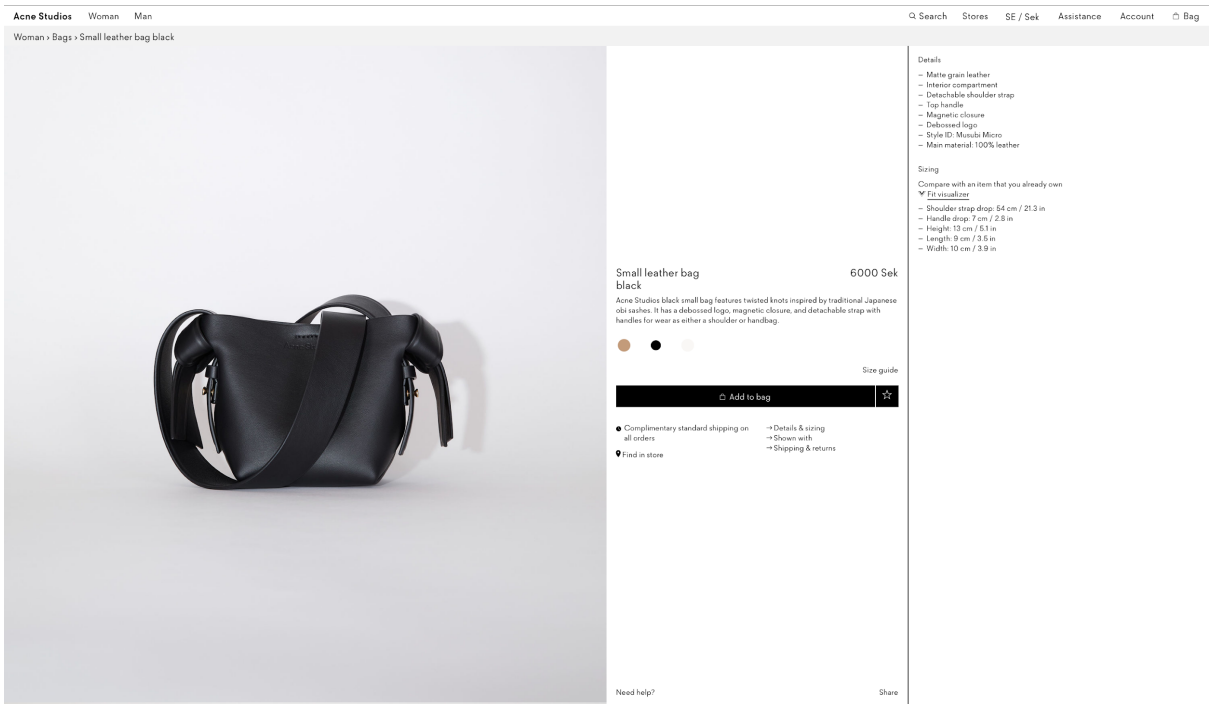 Acne Studios Woman Man Search Stores SE / Sek Assistance Account Bag
Woman › Bags › Small leather bag black
Small leather bag black 6000 Sek
Acne Studios black small bag features twisted knots inspired by traditional Japanese
obi sashes. It has a debossed logo, magnetic closure, and detachable strap with
handles for wear as either a shoulder or handbag.
Size guide
Add to bag
Complimentary standard shipping on
all orders
Find in store
→ Details & sizing
→ Shown with
→ Shipping & returns
Need help? Share
Details
– Matte grain leather
– Interior compartment
– Detachable shoulder strap
– Top handle
– Magnetic closure
– Debossed logo
– Style ID: Musubi Micro
– Main material: 100% leather
Sizing
Compare with an item that you already own
Fit visualizer
– Shoulder strap drop: 54 cm / 21.3 in
– Handle drop: 7 cm / 2.8 in
– Height: 13 cm / 5.1 in
– Length: 9 cm / 3.5 in
– Width: 10 cm / 3.9 in